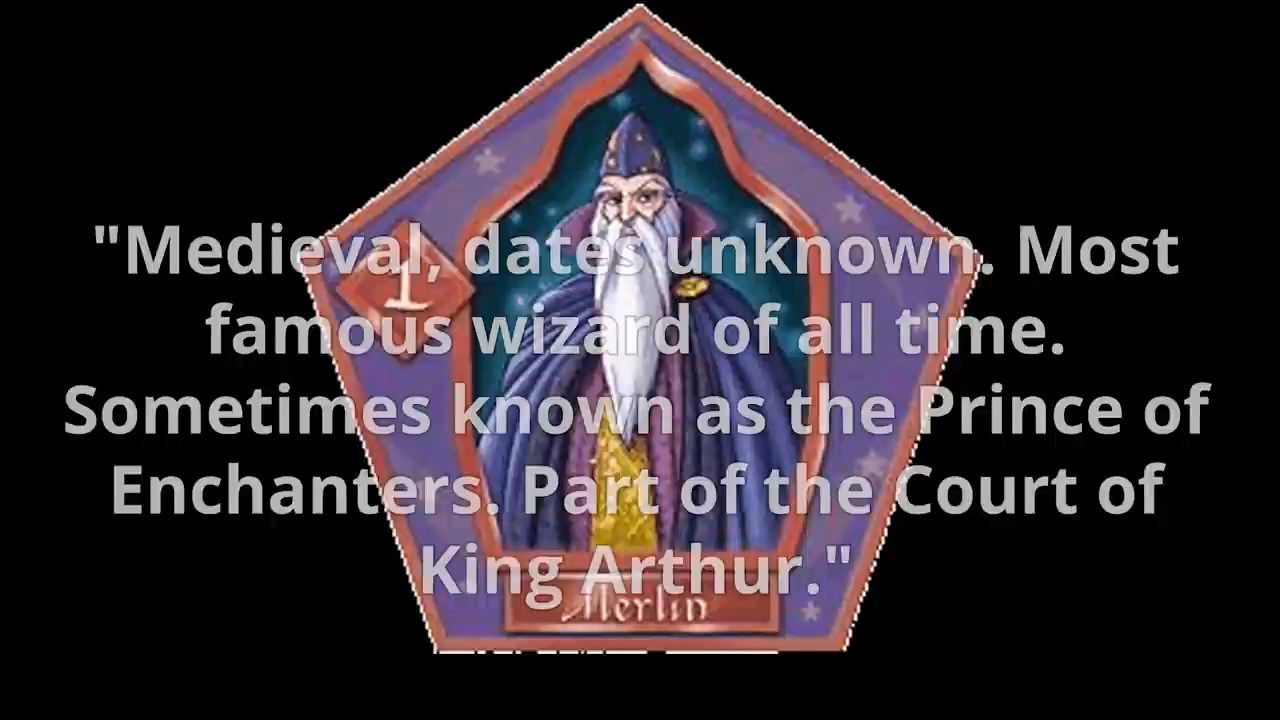 "Medieval, dates unknown. Most
famous wizard of all time.
Sometimes known as the Prince of
Enchanters. Part of the Court of
King Arthur."
1
Merlin